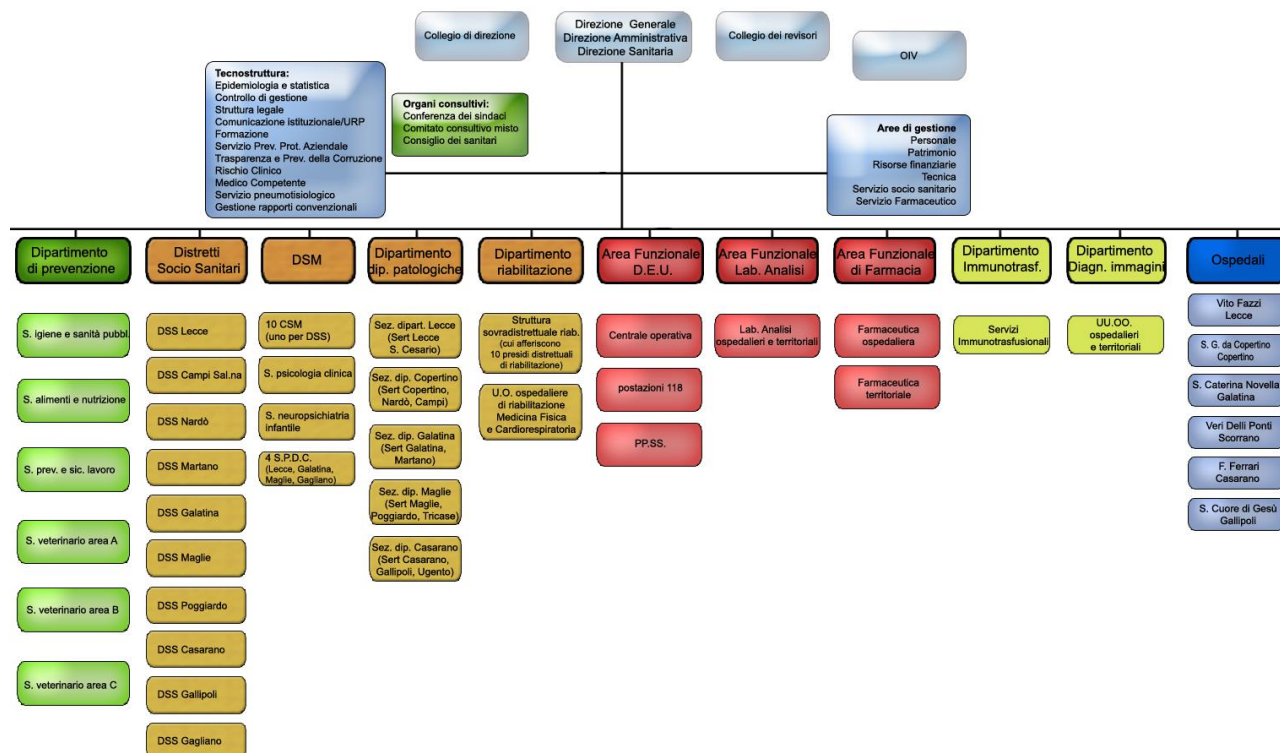 Collegio di direzione
Direzione Generale
Direzione Amministrativa
Direzione Sanitaria
Collegio dei revisori
OIV
Tecnostruttura:
Epidemiologia e statistica
Controllo di gestione
Struttura legale
Comunicazione istituzionale/URP
Formazione
Servizio Prev. Prot. Aziendale
Trasparenza e Prev. della Corruzione
Rischio Clinico
Medico Competente
Servizio pneumotisiologico
Gestione rapporti convenzionali
Organi consultivi:
Conferenza dei sindaci
Comitato consultivo misto
Consiglio dei sanitari
Aree di gestione
Personale
Patrimonio
Risorse finanziarie
Tecnica
Servizio socio sanitario
Servizio Farmaceutico
Dipartimento
di prevenzione
S. igiene e sanità pubbl.
S. alimenti e nutrizione
S. prev. e sic. lavoro
S. veterinario area A
S. veterinario area B
S. veterinario area C
Distretti
Socio Sanitari
DSS Lecce
DSS Campi Sal.na
DSS Nardò
DSS Martano
DSS Galatina
DSS Maglie
DSS Poggiardo
DSS Casarano
DSS Gallipoli
DSS Gagliano
DSM
10 CSM
(uno per DSS)
S. psicologia clinica
S. neuropsichiatria
infantile
4 S.P.D.C.
(Lecce, Galatina,
Maglie, Gagliano)
Dipartimento
dip. patologiche
Sez. dipart. Lecce
(Sert Lecce
S. Cesario)
Sez. dip. Copertino
(Sert Copertino,
Nardò, Campi)
Sez. dip. Galatina
(Sert Galatina,
Martano)
Sez. dip. Maglie
(Sert Maglie,
Poggiardo, Tricase)
Sez. dip. Casarano
(Sert Casarano,
Gallipoli, Ugento)
Dipartimento
riabilitazione
Struttura
sovradistrettuale riab.
(cui afferiscono
10 presidi distrettuali
di riabilitazione)
U.O. ospedaliere
di riabilitazione
Medicina Fisica
e Cardiorespiratoria
Area Funzionale
D.E.U.
Centrale operativa
postazioni 118
PP.SS.
Area Funzionale
Lab. Analisi
Lab. Analisi
ospedalieri e territoriali
Area Funzionale
di Farmacia
Farmaceutica
ospedaliera
Farmaceutica
territoriale
Dipartimento
Immunotrasf.
Servizi
Immunotrasfusionali
Dipartimento
Diagn. immagini
UU.OO.
ospedalieri
e territoriali
Ospedali
Vito Fazzi
Lecce
S. G. da Copertino
Copertino
S. Caterina Novella
Galatina
Veri Delli Ponti
Scorrano
F. Ferrari
Casarano
S. Cuore di Gesù
Gallipoli